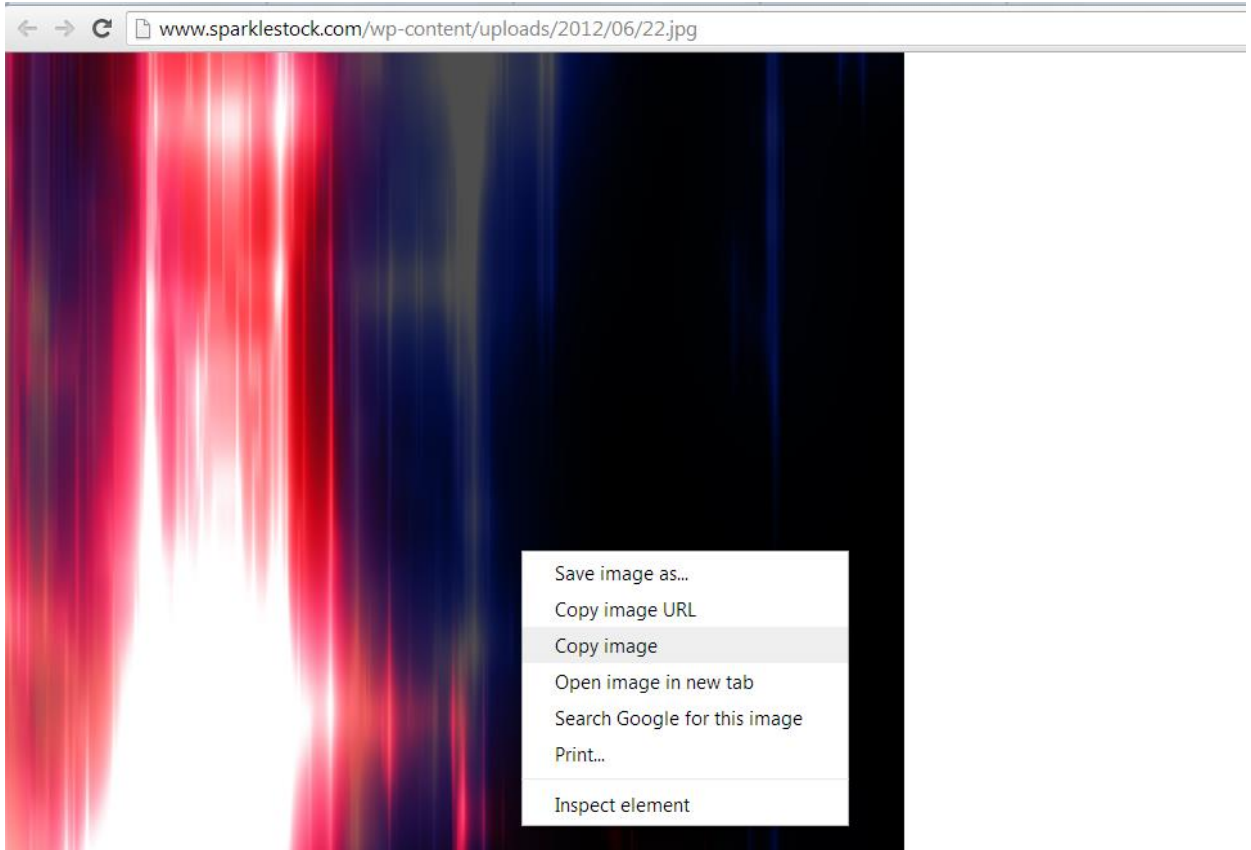 www.sparklestock.com/wp-content/uploads/2012/06/22.jpg
Save image as...
Copy image URL
Copy image
Open image in new tab
Search Google for this image
Print...
Inspect element